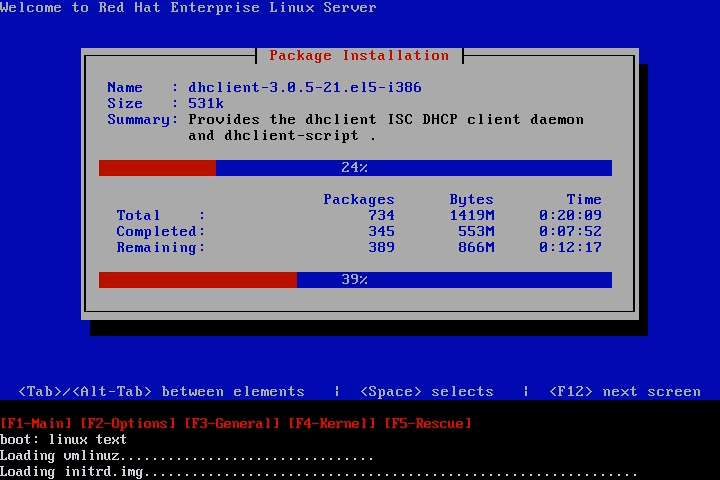 Welcome to Red Hat Enterprise Linux Server
Package Installation
Name : dhclient-3.0.5-21.el5-i386
Size : 531k
Summary: Provides the dhclient ISC DHCP client daemon
and dhclient-script .
24%
Packages Bytes Time
Total : 734 1419M 0:20:09
Completed: 345 553M 0:07:52
Remaining: 389 866M 0:12:17
39%
<Tab>/<Alt-Tab> between elements | <Space> selects | <F12> next screen
[F1-Main] [F2-Options] [F3-General] [F4-Kernel] [F5-Rescue]
boot: linux text
Loading vmlinuz............................
Loading initrd.img.......................................................